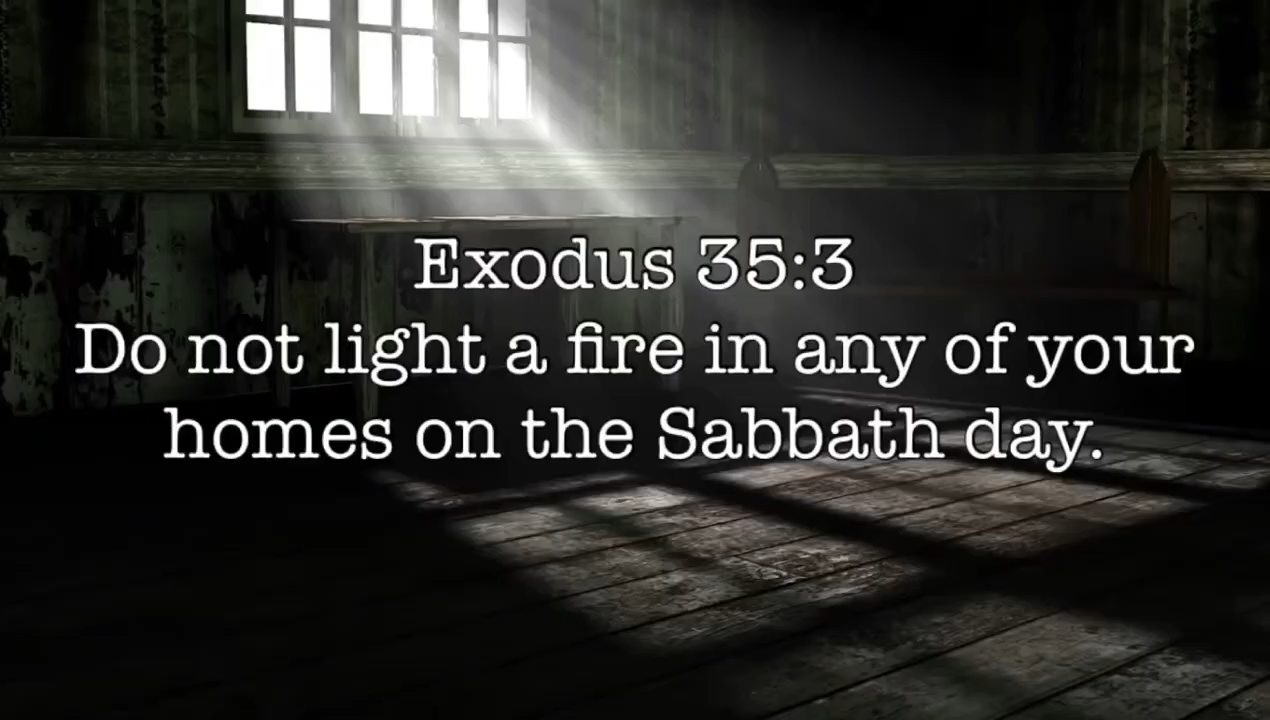 Exodus 35:3
Do not light a fire in any of your
homes on the Sabbath day.